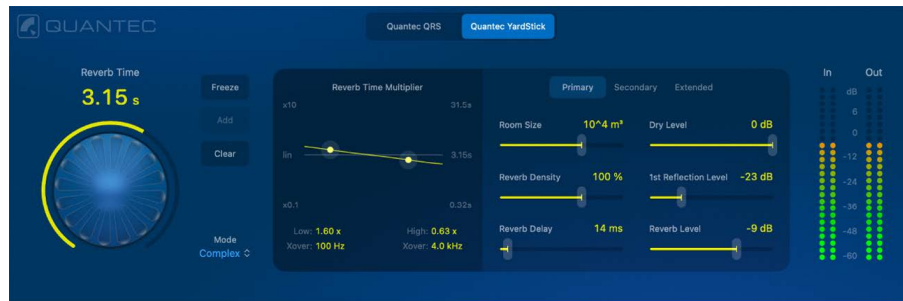 QUANTEC
Quantec QRS
Quantec YardStick
Reverb Time
3.15 s
Freeze
Add
Clear
Mode
Complex
Reverb Time Multiplier
x10
31.5s
lin
3.15s
x0.1
0.32s
Low: 1.60 x
High: 0.63 x
Xover: 100 Hz
Xover: 4.0 kHz
Primary
Secondary
Extended
Room Size
10^4 m³
Dry Level
0 dB
Reverb Density
100 %
1st Reflection Level
-23 dB
Reverb Delay
14 ms
Reverb Level
-9 dB
In
Out
dB
6
0
-12
-24
-36
-48
-60